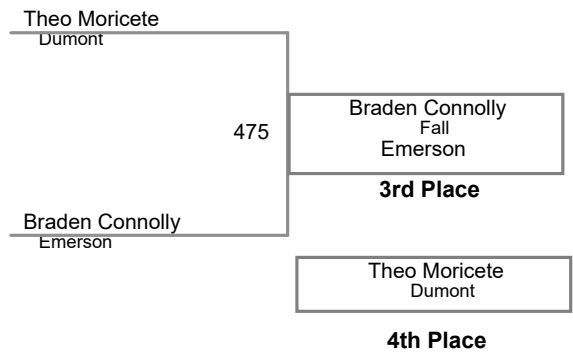 Theo Moricete
Dumont
475
Braden Connolly
Fall
Emerson
3rd Place
Braden Connolly
Emerson
Theo Moricete
Dumont
4th Place